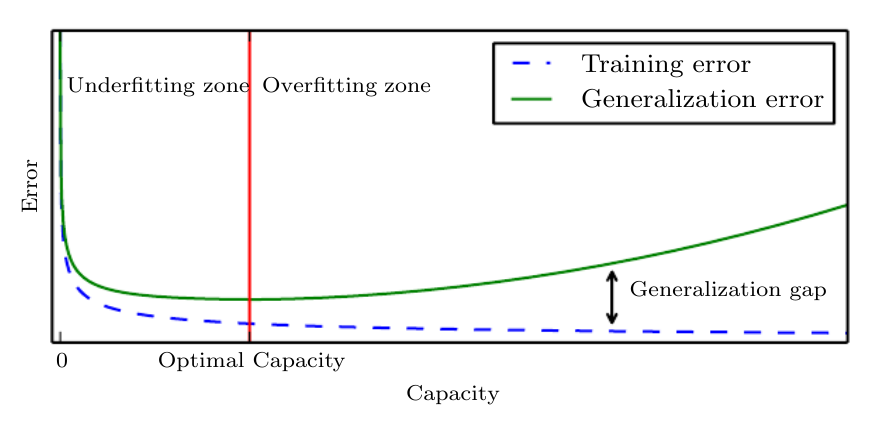 Training error
Underfitting zone Overfitting zone
Generalization error
Error
Generalization gap
0
Optimal Capacity
Capacity